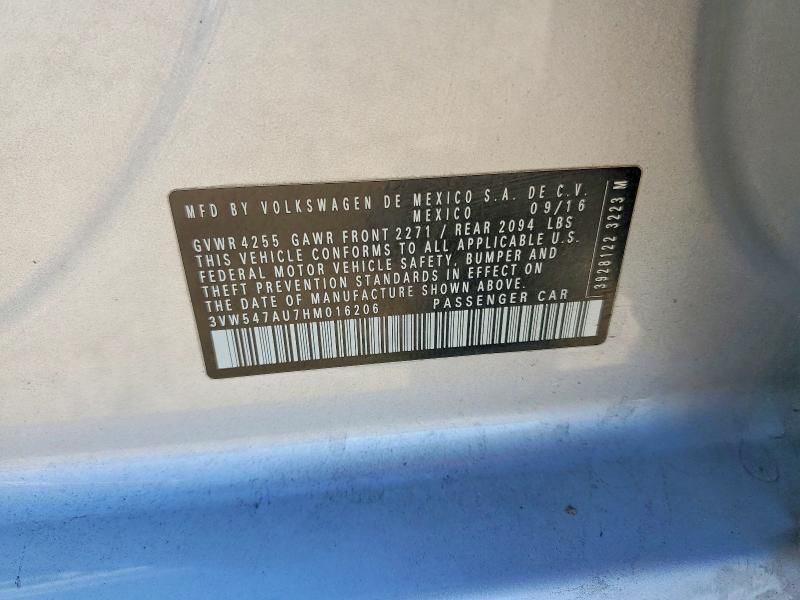 MFD BY VOLKSWAGEN DE MEXICO S.A. DE C.V.
MEXICO 09/16
GVWR 4255 GAWR FRONT 2271 / REAR 2094 LBS
THIS VEHICLE CONFORMS TO ALL APPLICABLE U.S.
FEDERAL MOTOR VEHICLE SAFETY, BUMPER AND
THEFT PREVENTION STANDARDS IN EFFECT ON
THE DATE OF MANUFACTURE SHOWN ABOVE.
3VW547AU7HM016206 PASSENGER CAR
3928122 3223 M